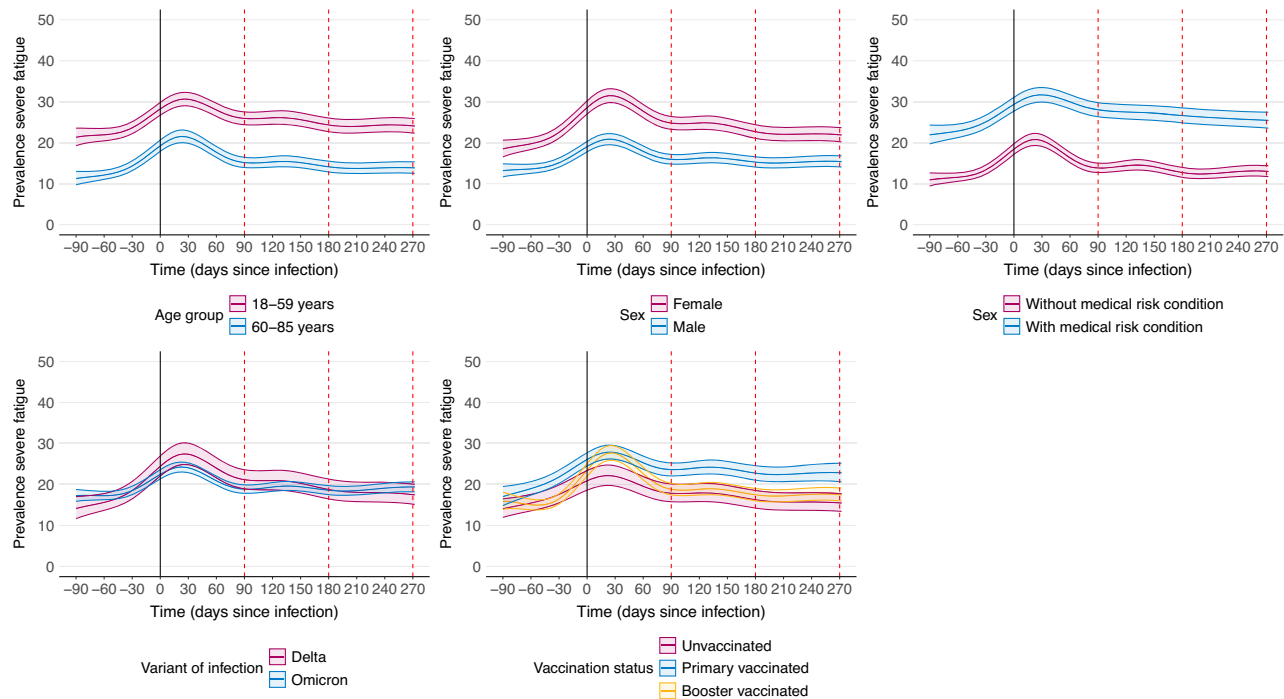 Prevalence severe fatigue
50
40
30
20
10
0
−90 −60 −30 0 30 60 90 120 150 180 210 240 270
Time (days since infection)
Age group
18−59 years
60−85 years
Prevalence severe fatigue
50
40
30
20
10
0
−90 −60 −30 0 30 60 90 120 150 180 210 240 270
Time (days since infection)
Sex
Female
Male
Prevalence severe fatigue
50
40
30
20
10
0
−90 −60 −30 0 30 60 90 120 150 180 210 240 270
Time (days since infection)
Sex
Without medical risk condition
With medical risk condition
Prevalence severe fatigue
50
40
30
20
10
0
−90 −60 −30 0 30 60 90 120 150 180 210 240 270
Time (days since infection)
Variant of infection
Delta
Omicron
Prevalence severe fatigue
50
40
30
20
10
0
−90 −60 −30 0 30 60 90 120 150 180 210 240 270
Time (days since infection)
Vaccination status
Unvaccinated
Primary vaccinated
Booster vaccinated